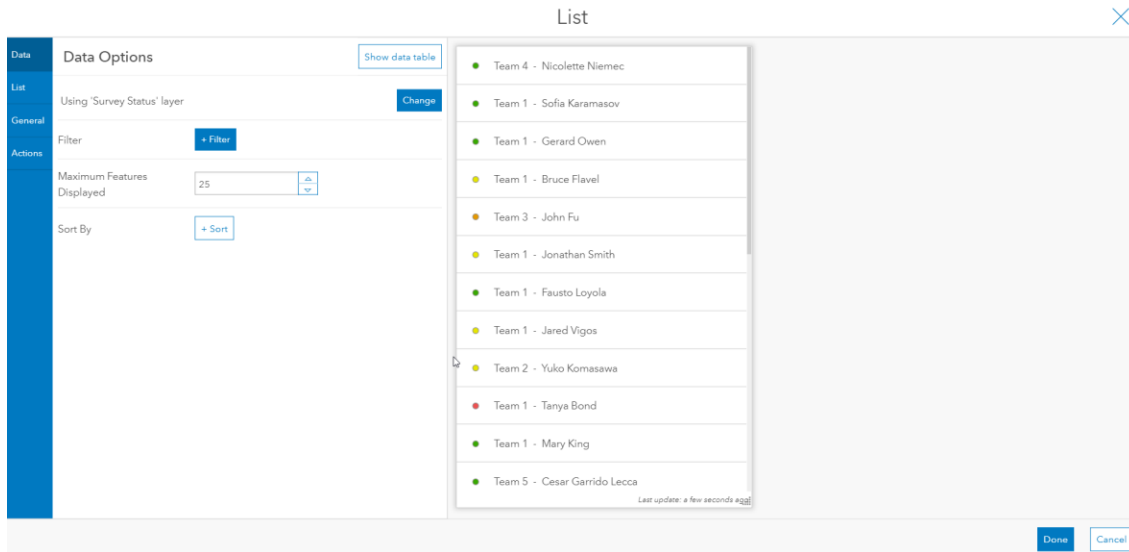 List
Data
List
General
Actions
Data Options
Show data table
Using 'Survey Status' layer
Change
Filter
+ Filter
Maximum Features
Displayed
25
Sort By
+ Sort
Team 4 - Nicolette Niemec
Team 1 - Sofia Karamasov
Team 1 - Gerard Owen
Team 1 - Bruce Flavel
Team 3 - John Fu
Team 1 - Jonathan Smith
Team 1 - Fausto Loyola
Team 1 - Jared Vigos
Team 2 - Yuko Komasawa
Team 1 - Tanya Bond
Team 1 - Mary King
Team 5 - Cesar Garrido Lecca
Last update: a few seconds ago
Done
Cancel